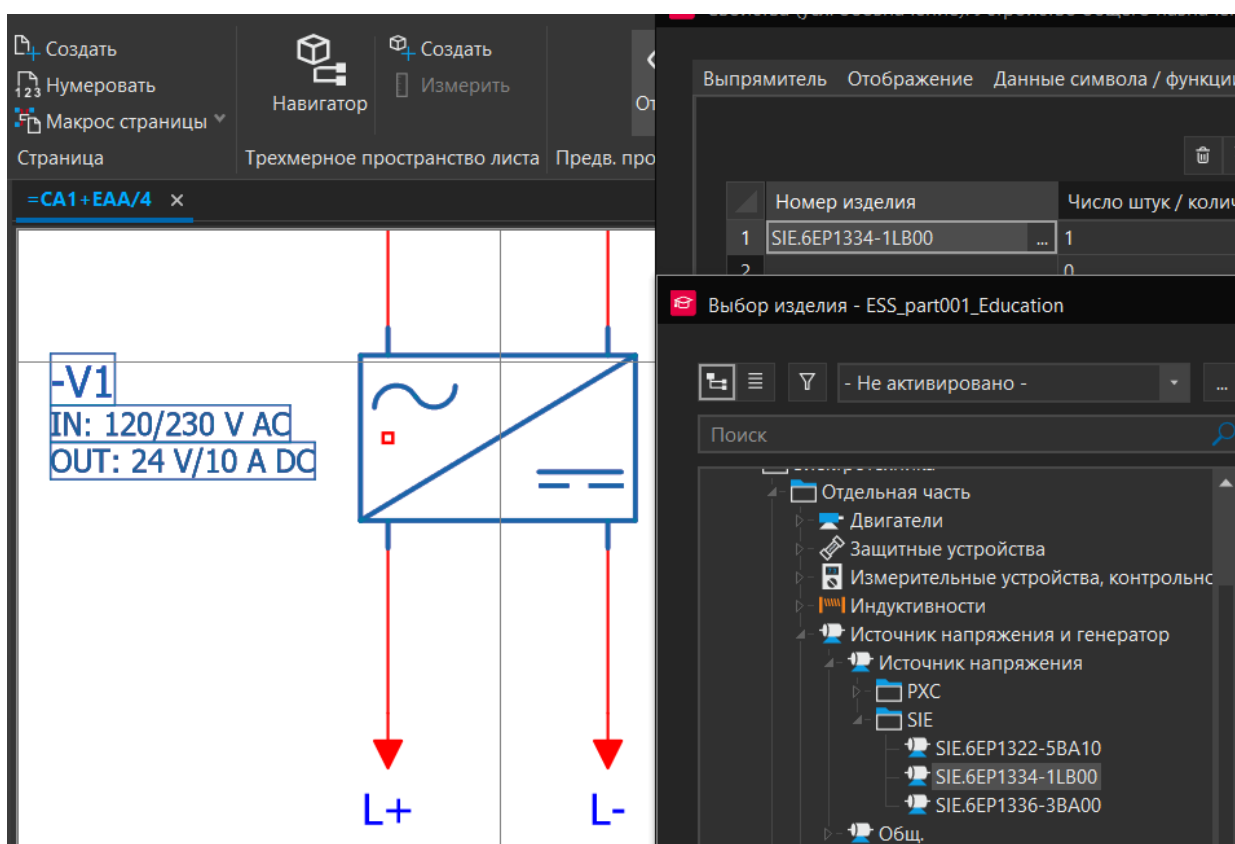 Создать
Нумеровать
Макрос страницы
Страница
Навигатор
Создать
Измерить
Трехмерное пространство листа
Предв. про
=CA1+EAA/4
-V1
IN: 120/230 V AC
OUT: 24 V/10 A DC
L+
L-
Выпрямитель
Отображение
Данные символа / функции
Номер изделия
Число штук / колич
1
SIE.6EP1334-1LB00
...
1
2
0
Выбор изделия - ESS_part001_Education
- Не активировано -
...
Поиск
Отдельная часть
Двигатели
Защитные устройства
Измерительные устройства, контрольнс
Индуктивности
Источник напряжения и генератор
Источник напряжения
PXC
SIE
SIE.6EP1322-5BA10
SIE.6EP1334-1LB00
SIE.6EP1336-3BA00
Общ.